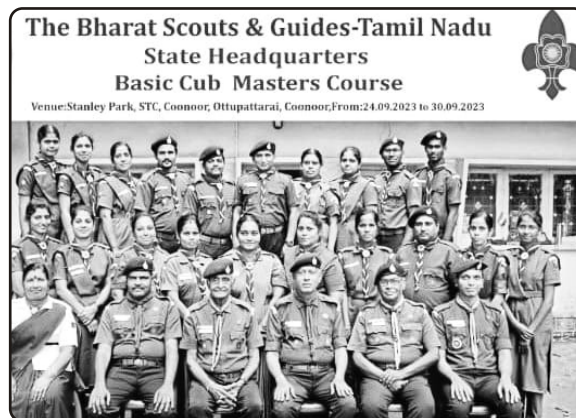 The Bharat Scouts & Guides-Tamil Nadu
State Headquarters
Basic Cub Masters Course
Venue:Stanley Park, STC, Coonoor, Ottupattarai, Coonoor,From:24.09.2023 to 30.09.2023